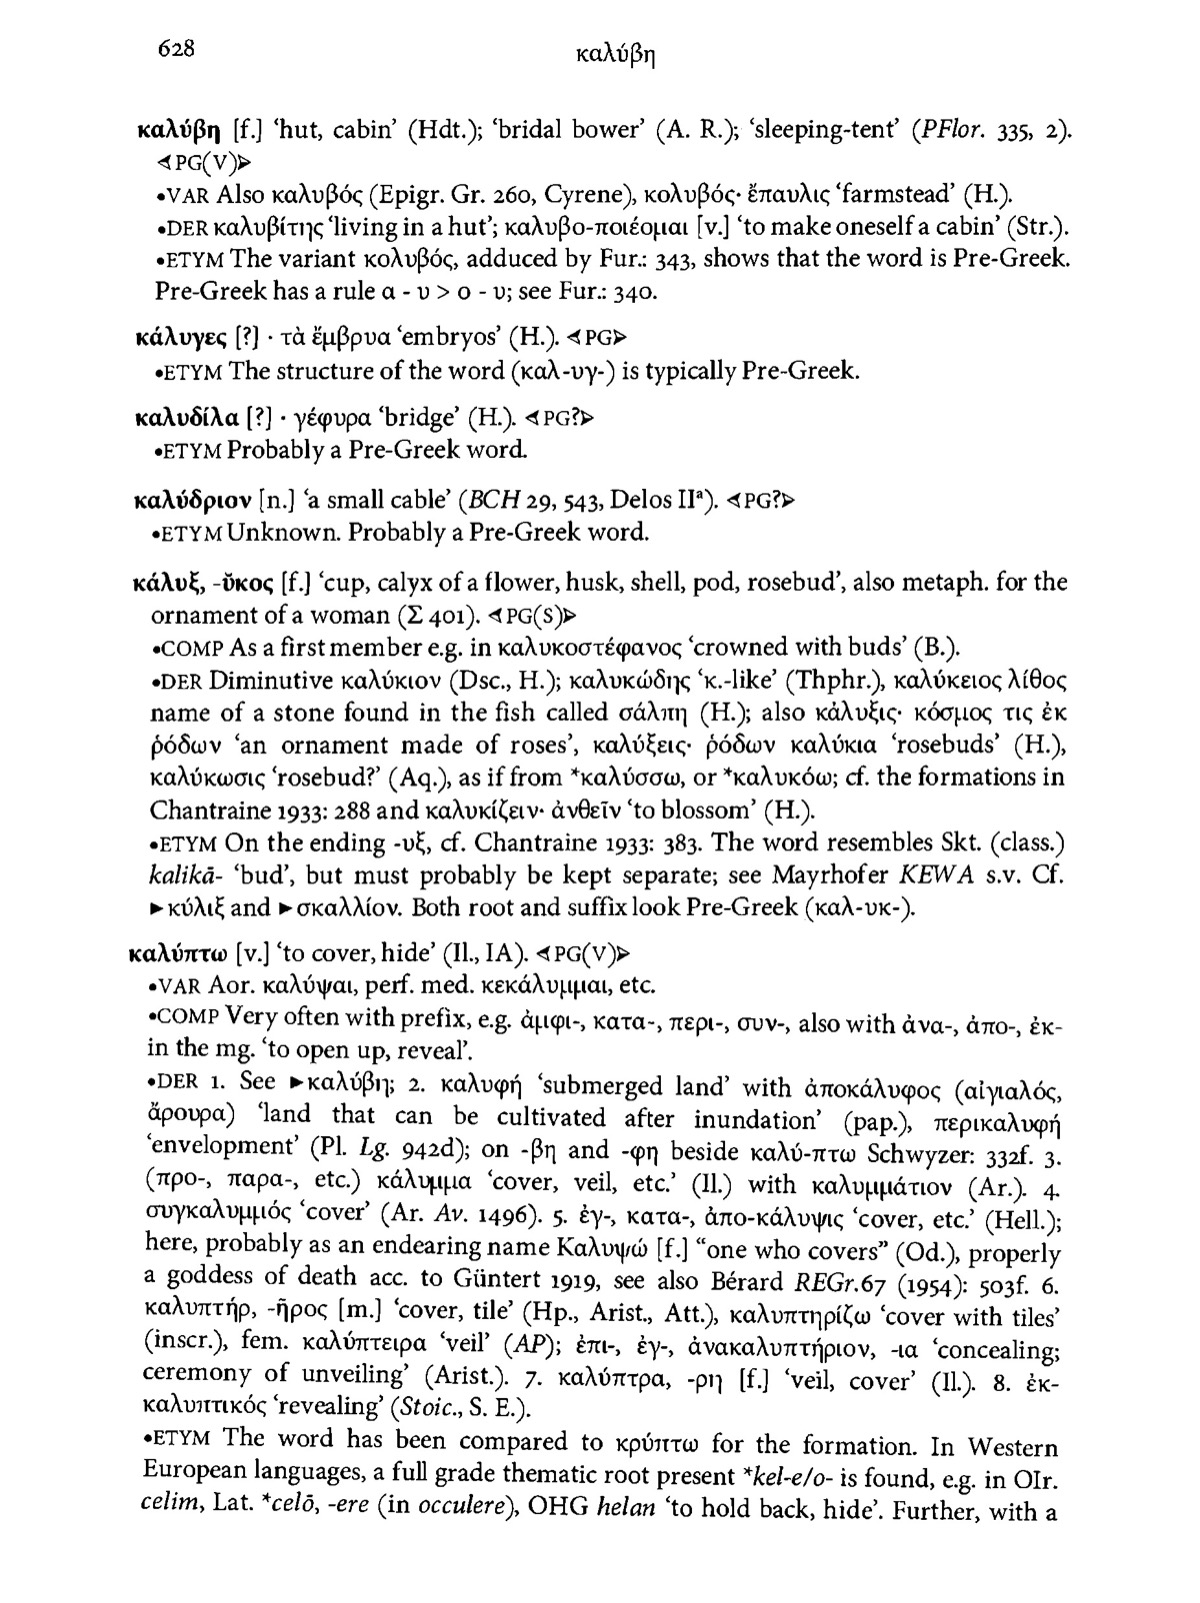 628
καλύβη
καλύβη [f.] ‘hut, cabin’ (Hdt.); ‘bridal bower’ (A. R.); ‘sleeping-tent’ (PFlor. 335, 2).
⊲PG(V)⊳
•VAR Also καλυβός (Epigr. Gr. 260, Cyrene), κολυβός· ἔπαυλις ‘farmstead’ (H.).
•DER καλυβίτης ‘living in a hut’; καλυβο-ποιέομαι [v.] ‘to make oneself a cabin’ (Str.).
•ETYM The variant κολυβός, adduced by Fur.: 343, shows that the word is Pre-Greek.
Pre-Greek has a rule α - υ > ο - υ; see Fur.: 340.
κάλυγες [?] · τὰ ἔμβρυα ‘embryos’ (H.). ⊲PG⊳
•ETYM The structure of the word (καλ-υγ-) is typically Pre-Greek.
καλυδίλα [?] · γέφυρα ‘bridge’ (H.). ⊲PG?⊳
•ETYM Probably a Pre-Greek word.
καλύδριον [n.] ‘a small cable’ (BCH 29, 543, Delos IIᵃ). ⊲PG?⊳
•ETYM Unknown. Probably a Pre-Greek word.
κάλυξ, -ῠκος [f.] ‘cup, calyx of a flower, husk, shell, pod, rosebud’, also metaph. for the
ornament of a woman (Σ 401). ⊲PG(S)⊳
•COMP As a first member e.g. in καλυκοστέφανος ‘crowned with buds’ (B.).
•DER Diminutive καλύκιον (Dsc., H.); καλυκώδης ‘κ.-like’ (Thphr.), καλύκειος λίθος
name of a stone found in the fish called σάλπη (H.); also κάλυξις· κόσμος τις ἐκ
ῥόδων ‘an ornament made of roses’, καλύξεις· ῥόδων καλύκια ‘rosebuds’ (H.),
καλύκωσις ‘rosebud?’ (Aq.), as if from *καλύσσω, or *καλυκόω; cf. the formations in
Chantraine 1933: 288 and καλυκίζειν· ἀνθεῖν ‘to blossom’ (H.).
•ETYM On the ending -υξ, cf. Chantraine 1933: 383. The word resembles Skt. (class.)
kalikā- ‘bud’, but must probably be kept separate; see Mayrhofer KEWA s.v. Cf.
►κύλιξ and ►σκαλλίον. Both root and suffix look Pre-Greek (καλ-υκ-).
καλύπτω [v.] ‘to cover, hide’ (Il., IA). ⊲PG(V)⊳
•VAR Aor. καλύψαι, perf. med. κεκάλυμμαι, etc.
•COMP Very often with prefix, e.g. ἀμφι-, κατα-, περι-, συν-, also with ἀνα-, ἀπο-, ἐκ-
in the mg. ‘to open up, reveal’.
•DER 1. See ►καλύβη; 2. καλυφή ‘submerged land’ with ἀποκάλυφος (αἰγιαλός,
ἄρουρα) ‘land that can be cultivated after inundation’ (pap.), περικαλυφή
‘envelopment’ (Pl. Lg. 942d); on -βη and -φη beside καλύ-πτω Schwyzer: 332f. 3.
(προ-, παρα-, etc.) κάλυμμα ‘cover, veil, etc.’ (Il.) with καλυμμάτιον (Ar.). 4.
συγκαλυμμός ‘cover’ (Ar. Av. 1496). 5. ἐγ-, κατα-, ἀπο-κάλυψις ‘cover, etc.’ (Hell.);
here, probably as an endearing name Καλυψώ [f.] “one who covers” (Od.), properly
a goddess of death acc. to Güntert 1919, see also Bérard REGr.67 (1954): 503f. 6.
καλυπτήρ, -ῆρος [m.] ‘cover, tile’ (Hp., Arist., Att.), καλυπτηρίζω ‘cover with tiles’
(inscr.), fem. καλύπτειρα ‘veil’ (AP); ἐπι-, ἐγ-, ἀνακαλυπτήριον, -ια ‘concealing;
ceremony of unveiling’ (Arist.). 7. καλύπτρα, -ρη [f.] ‘veil, cover’ (Il.). 8. ἐκ-
καλυπτικός ‘revealing’ (Stoic., S. E.).
•ETYM The word has been compared to κρύπτω for the formation. In Western
European languages, a full grade thematic root present *kel-e/o- is found, e.g. in OIr.
celim, Lat. *celō, -ere (in occulere), OHG helan ‘to hold back, hide’. Further, with a